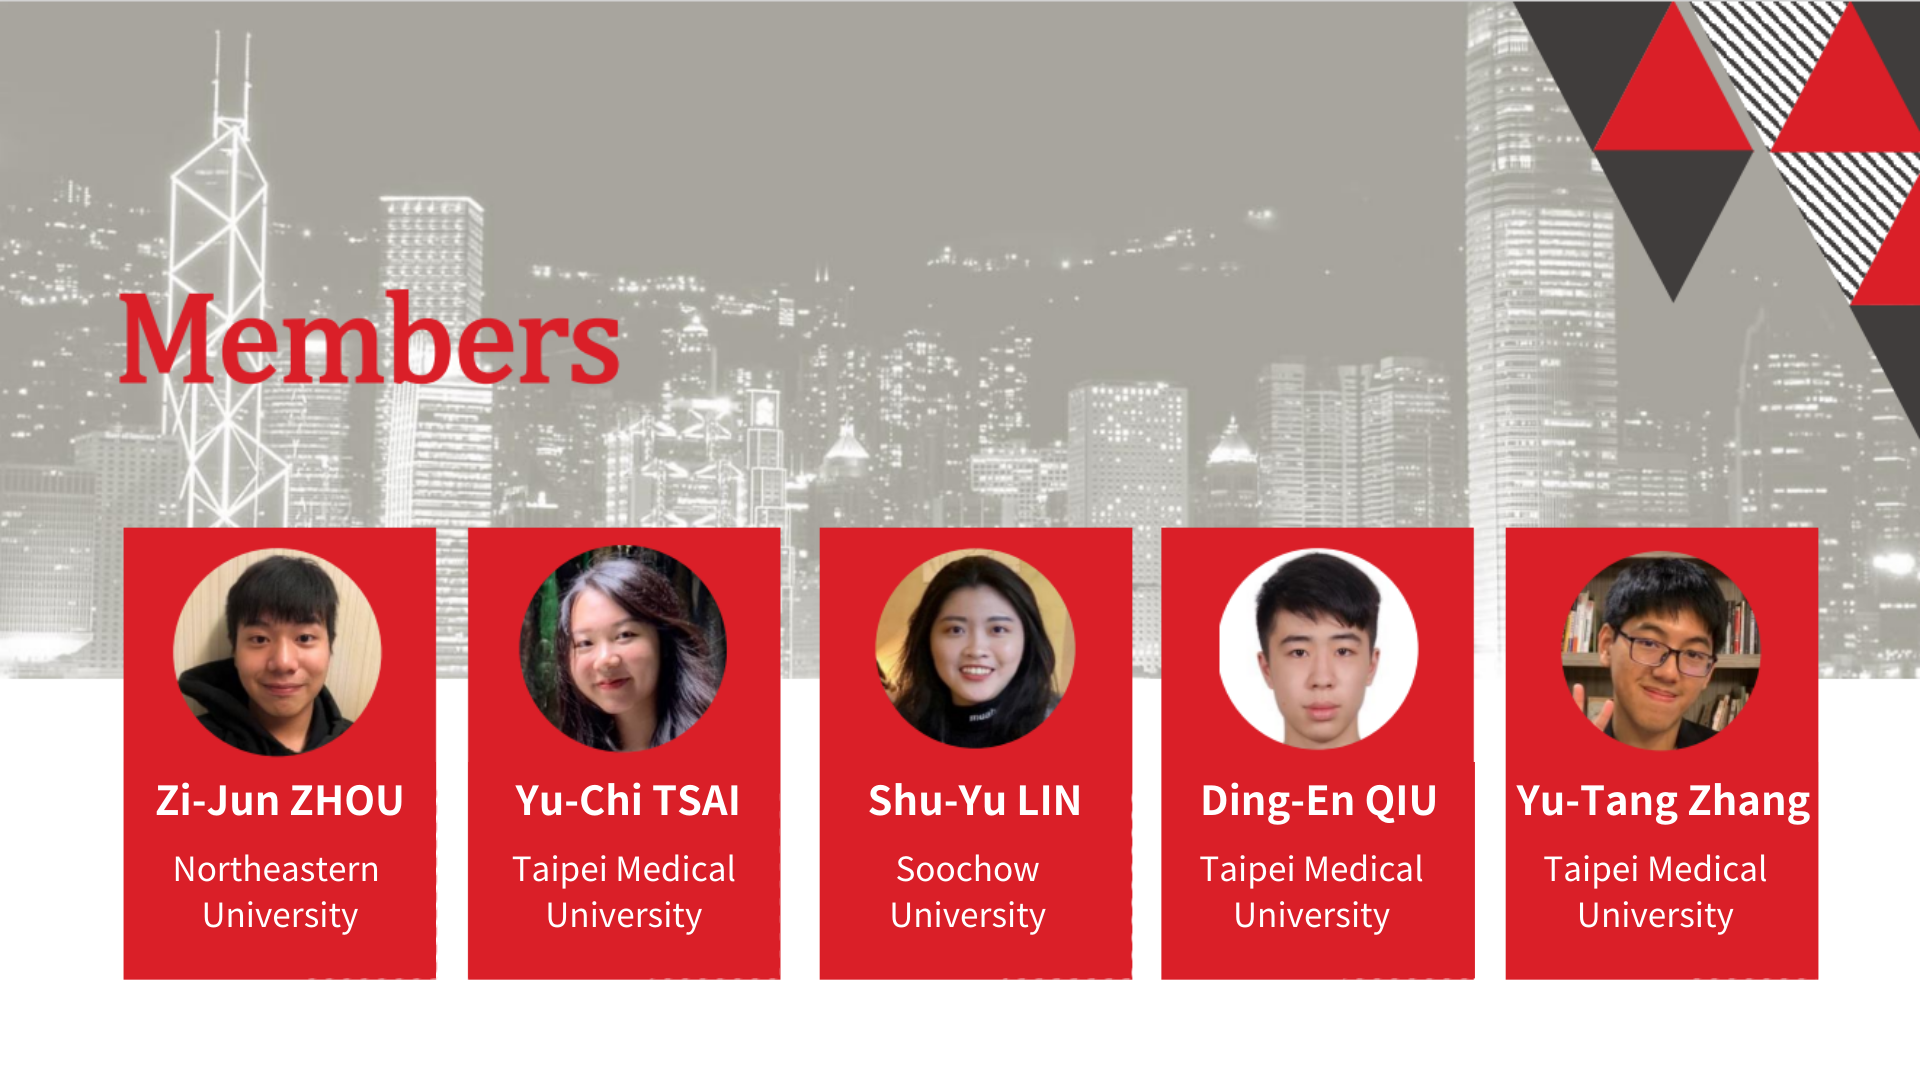 Members
Zi-Jun ZHOU
Northeastern
University
Yu-Chi TSAI
Taipei Medical
University
muah
Shu-Yu LIN
Soochow
University
Ding-En QIU
Taipei Medical
University
Yu-Tang Zhang
Taipei Medical
University